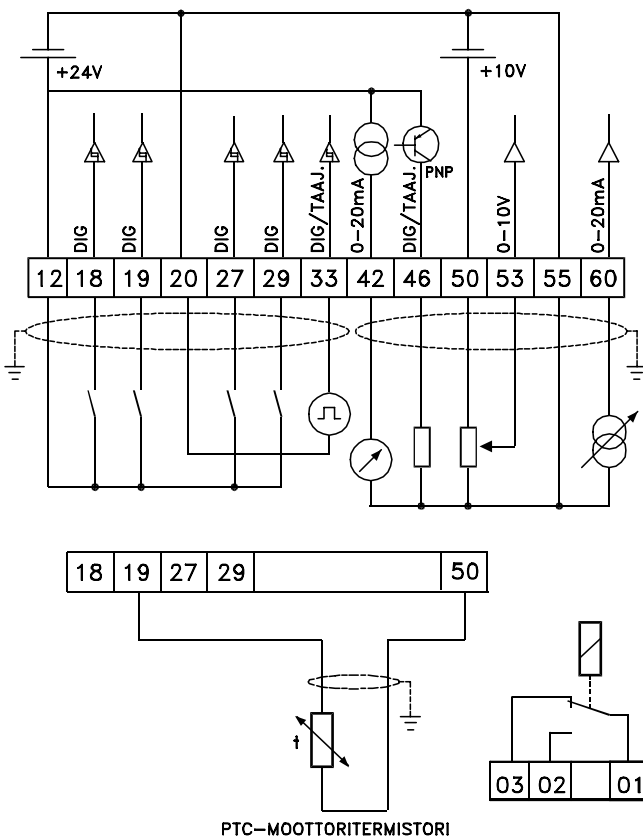 +24V
+10V
PNP
DIG
DIG
DIG
DIG
DIG/TAAJ.
0-20mA
DIG/TAAJ.
0-10V
0-20mA
12 18 19 20 27 29 33 42 46 50 53 55 60
18 19 27 29 50
t
03 02 01
PTC-MOOTTORITERMISTORI